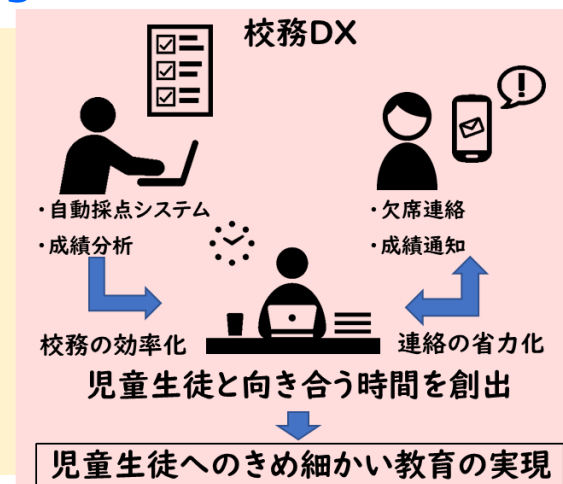 校務DX
・自動採点システム
・成績分析
・欠席連絡
・成績通知
校務の効率化
連絡の省力化
児童生徒と向き合う時間を創出
児童生徒へのきめ細かい教育の実現